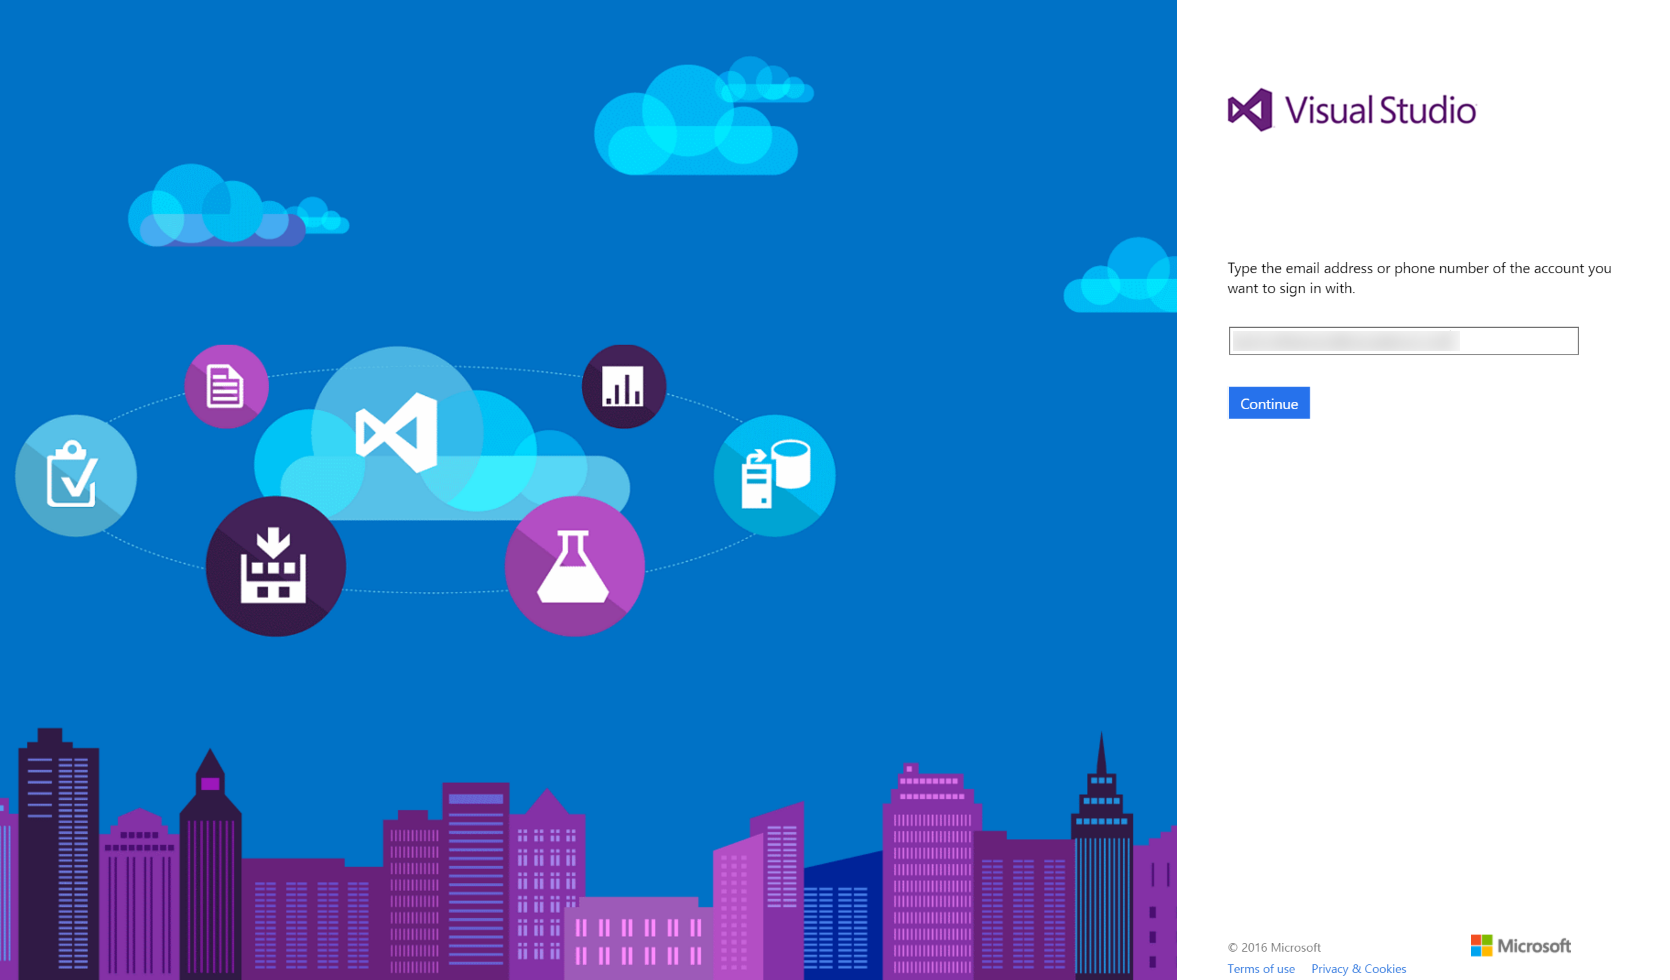 Visual Studio
Type the email address or phone number of the account you
want to sign in with.
Continue
© 2016 Microsoft
Microsoft
Terms of use Privacy & Cookies